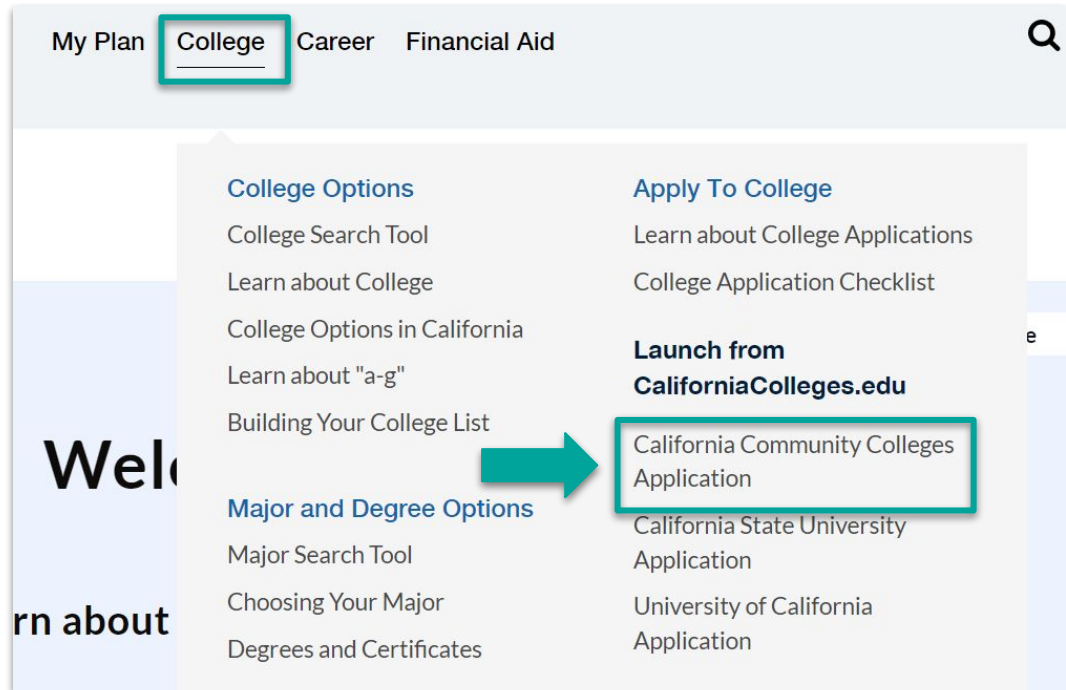 My Plan College Career Financial Aid
College Options
College Search Tool
Learn about College
College Options in California
Learn about "a-g"
Building Your College List
Major and Degree Options
Major Search Tool
Choosing Your Major
Degrees and Certificates
Apply To College
Learn about College Applications
College Application Checklist
Launch from
CaliforniaColleges.edu
California Community Colleges
Application
California State University
Application
University of California
Application
rn about